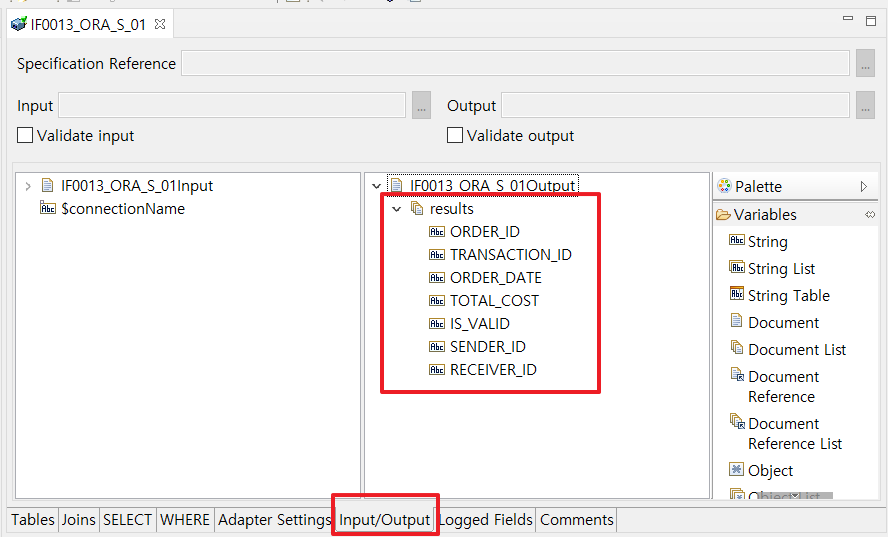 IF0013_ORA_S_01
Specification Reference
...
Input
...
Output
...
Validate input
Validate output
IF0013_ORA_S_01Input
$connectionName
IF0013_ORA_S_01Output
results
ORDER_ID
TRANSACTION_ID
ORDER_DATE
TOTAL_COST
IS_VALID
SENDER_ID
RECEIVER_ID
Palette
Variables
String
String List
String Table
Document
Document List
Document
Reference
Document
Reference List
Object
Object List
Tables Joins SELECT WHERE Adapter Settings Input/Output Logged Fields Comments